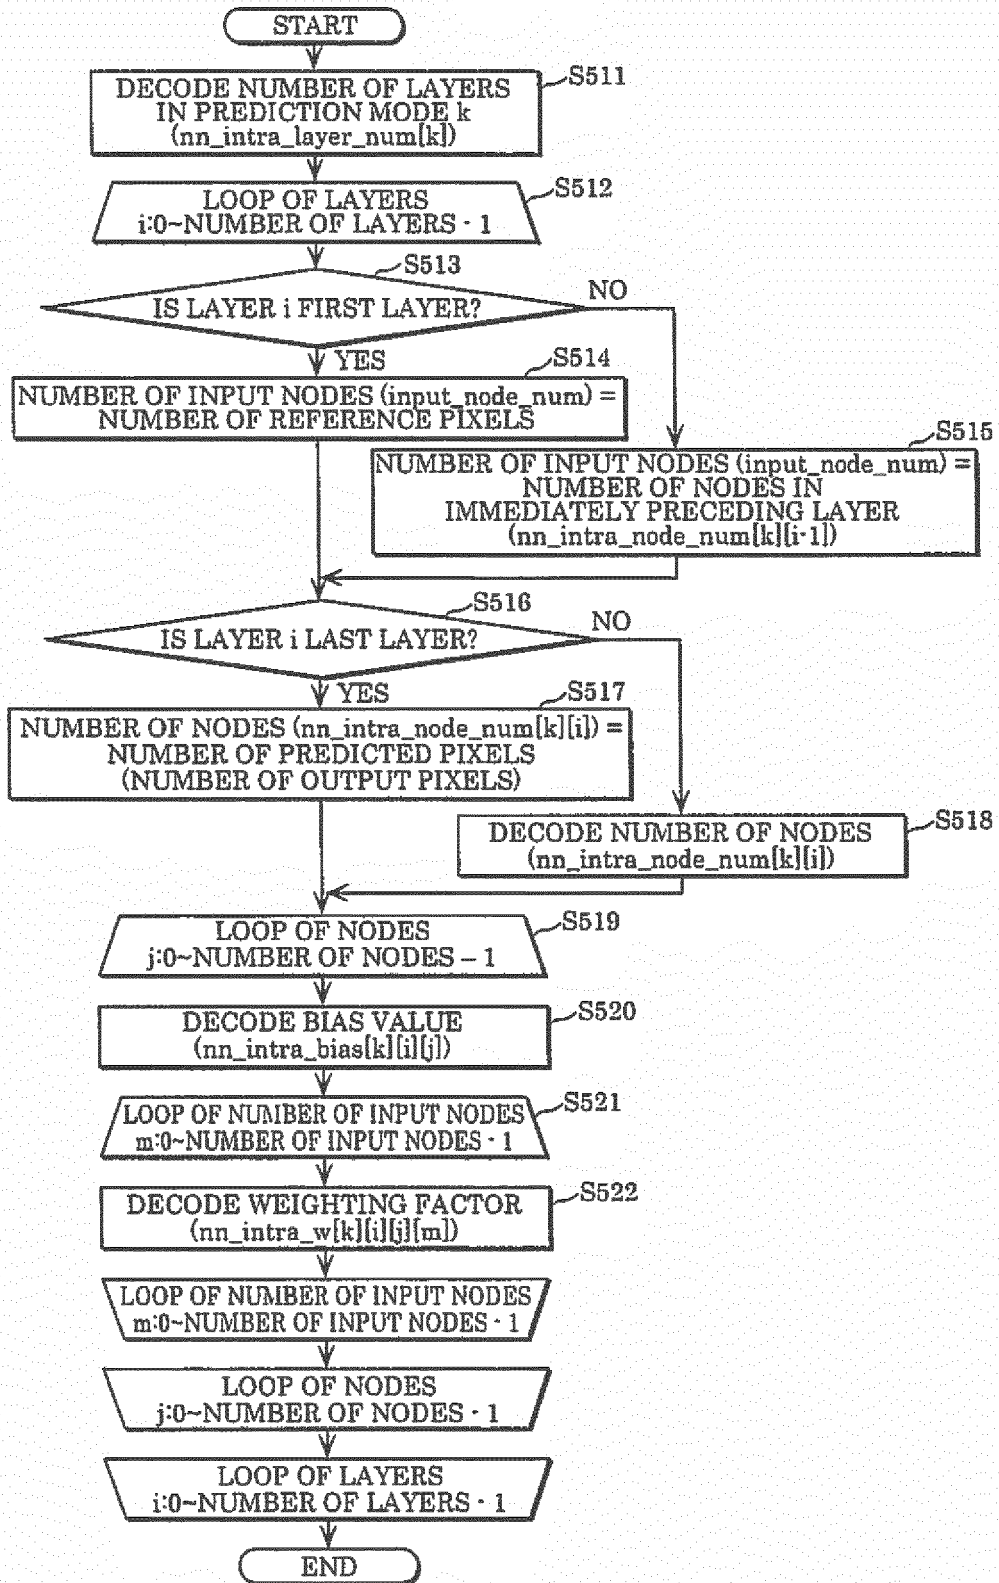 START
S511
DECODE NUMBER OF LAYERS
IN PREDICTION MODE k
(nn_intra_layer_num[k])
S512
LOOP OF LAYERS
i:0~NUMBER OF LAYERS - 1
S513
IS LAYER i FIRST LAYER?
NO
YES
S514
NUMBER OF INPUT NODES (input_node_num) =
NUMBER OF REFERENCE PIXELS
S515
NUMBER OF INPUT NODES (input_node_num) =
NUMBER OF NODES IN
IMMEDIATELY PRECEDING LAYER
(nn_intra_node_num[k][i-1])
S516
IS LAYER i LAST LAYER?
NO
YES
S517
NUMBER OF NODES (nn_intra_node_num[k][i]) =
NUMBER OF PREDICTED PIXELS
(NUMBER OF OUTPUT PIXELS)
S518
DECODE NUMBER OF NODES
(nn_intra_node_num[k][i])
S519
LOOP OF NODES
j:0~NUMBER OF NODES – 1
S520
DECODE BIAS VALUE
(nn_intra_bias[k][i][j])
S521
LOOP OF NUMBER OF INPUT NODES
m:0~NUMBER OF INPUT NODES - 1
S522
DECODE WEIGHTING FACTOR
(nn_intra_w[k][i][j][m])
LOOP OF NUMBER OF INPUT NODES
m:0~NUMBER OF INPUT NODES - 1
LOOP OF NODES
j:0~NUMBER OF NODES - 1
LOOP OF LAYERS
i:0~NUMBER OF LAYERS - 1
END